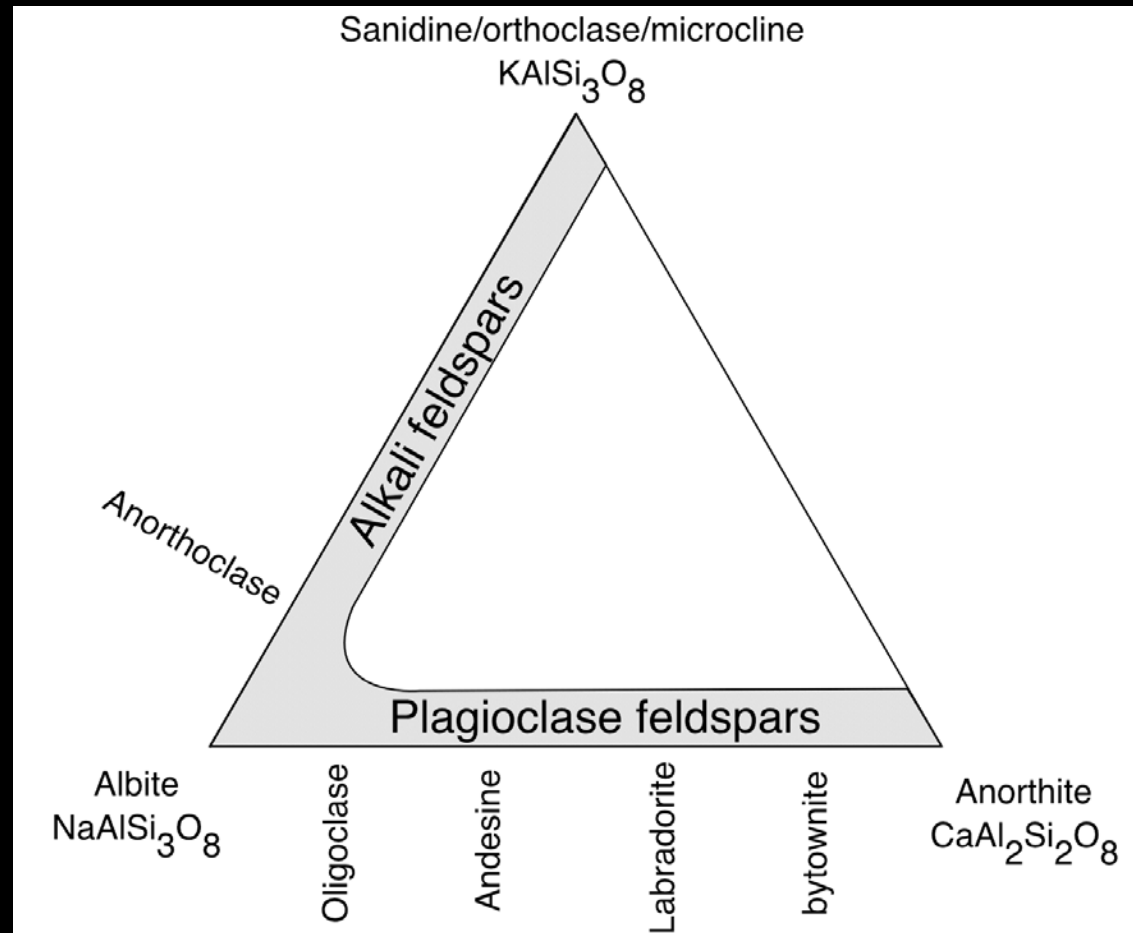 Sanidine/orthoclase/microcline
KAlSi₃O₈
Alkali feldspars
Anorthoclase
Plagioclase feldspars
Albite
NaAlSi₃O₈
Oligoclase
Andesine
Labradorite
bytownite
Anorthite
CaAl₂Si₂O₈